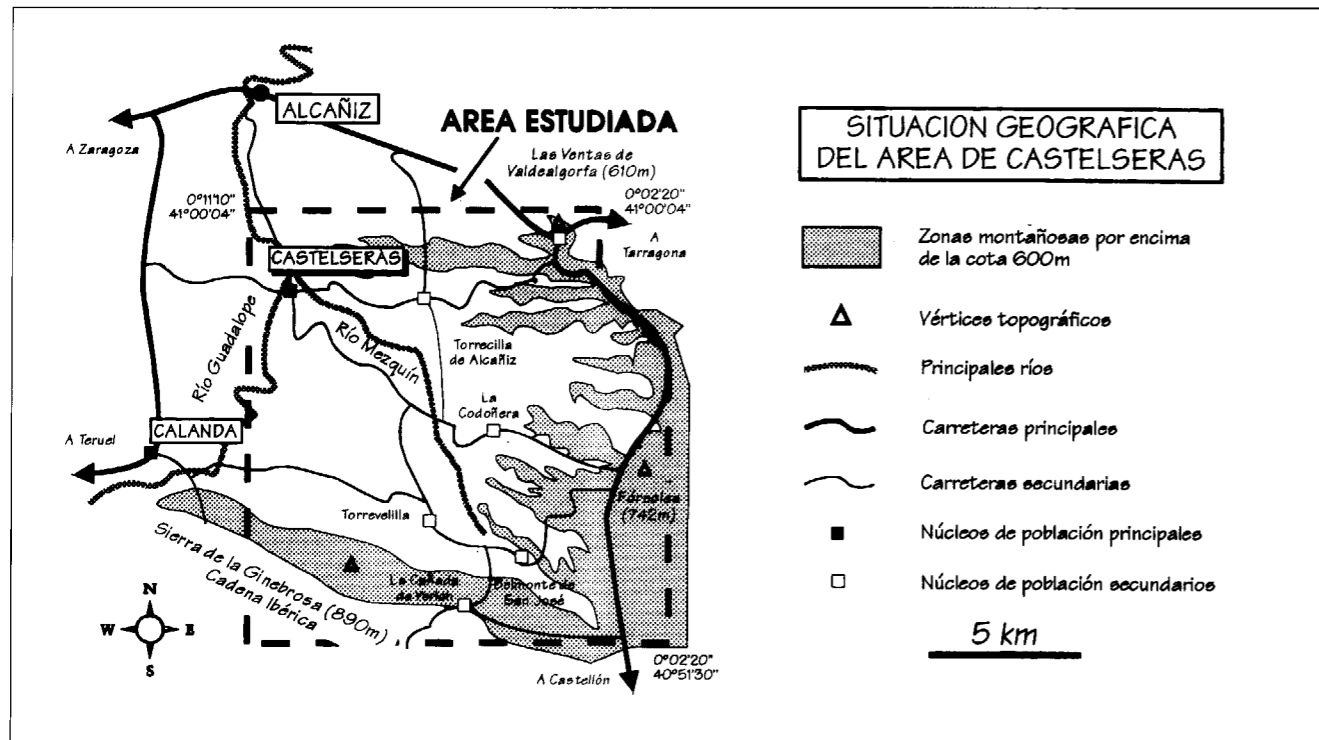 ALCAÑIZ
AREA ESTUDIADA
A Zaragoza
Las Ventas de
Valdealgorfa (610m)
0°11'10"
41°00'04"
0°02'20"
41°00'04"
A
Tarragona
CASTELSERAS
Río Guadalope
Río Mezquín
Torrecilla
de Alcañiz
La
Codoñera
CALANDA
A Teruel
(742m)
Torrevelilla
Sierra de la Ginebrosa (890m)
Cadena Ibérica
La Cañada
de Verich
Belmonte de
San José
N
W
E
S
0°02'20"
40°51'30"
A Castellón
SITUACION GEOGRAFICA
DEL AREA DE CASTELSERAS
Zonas montañosas por encima
de la cota 600m
Vértices topográficos
Principales ríos
Carreteras principales
Carreteras secundarias
Núcleos de población principales
Núcleos de población secundarios
5 km